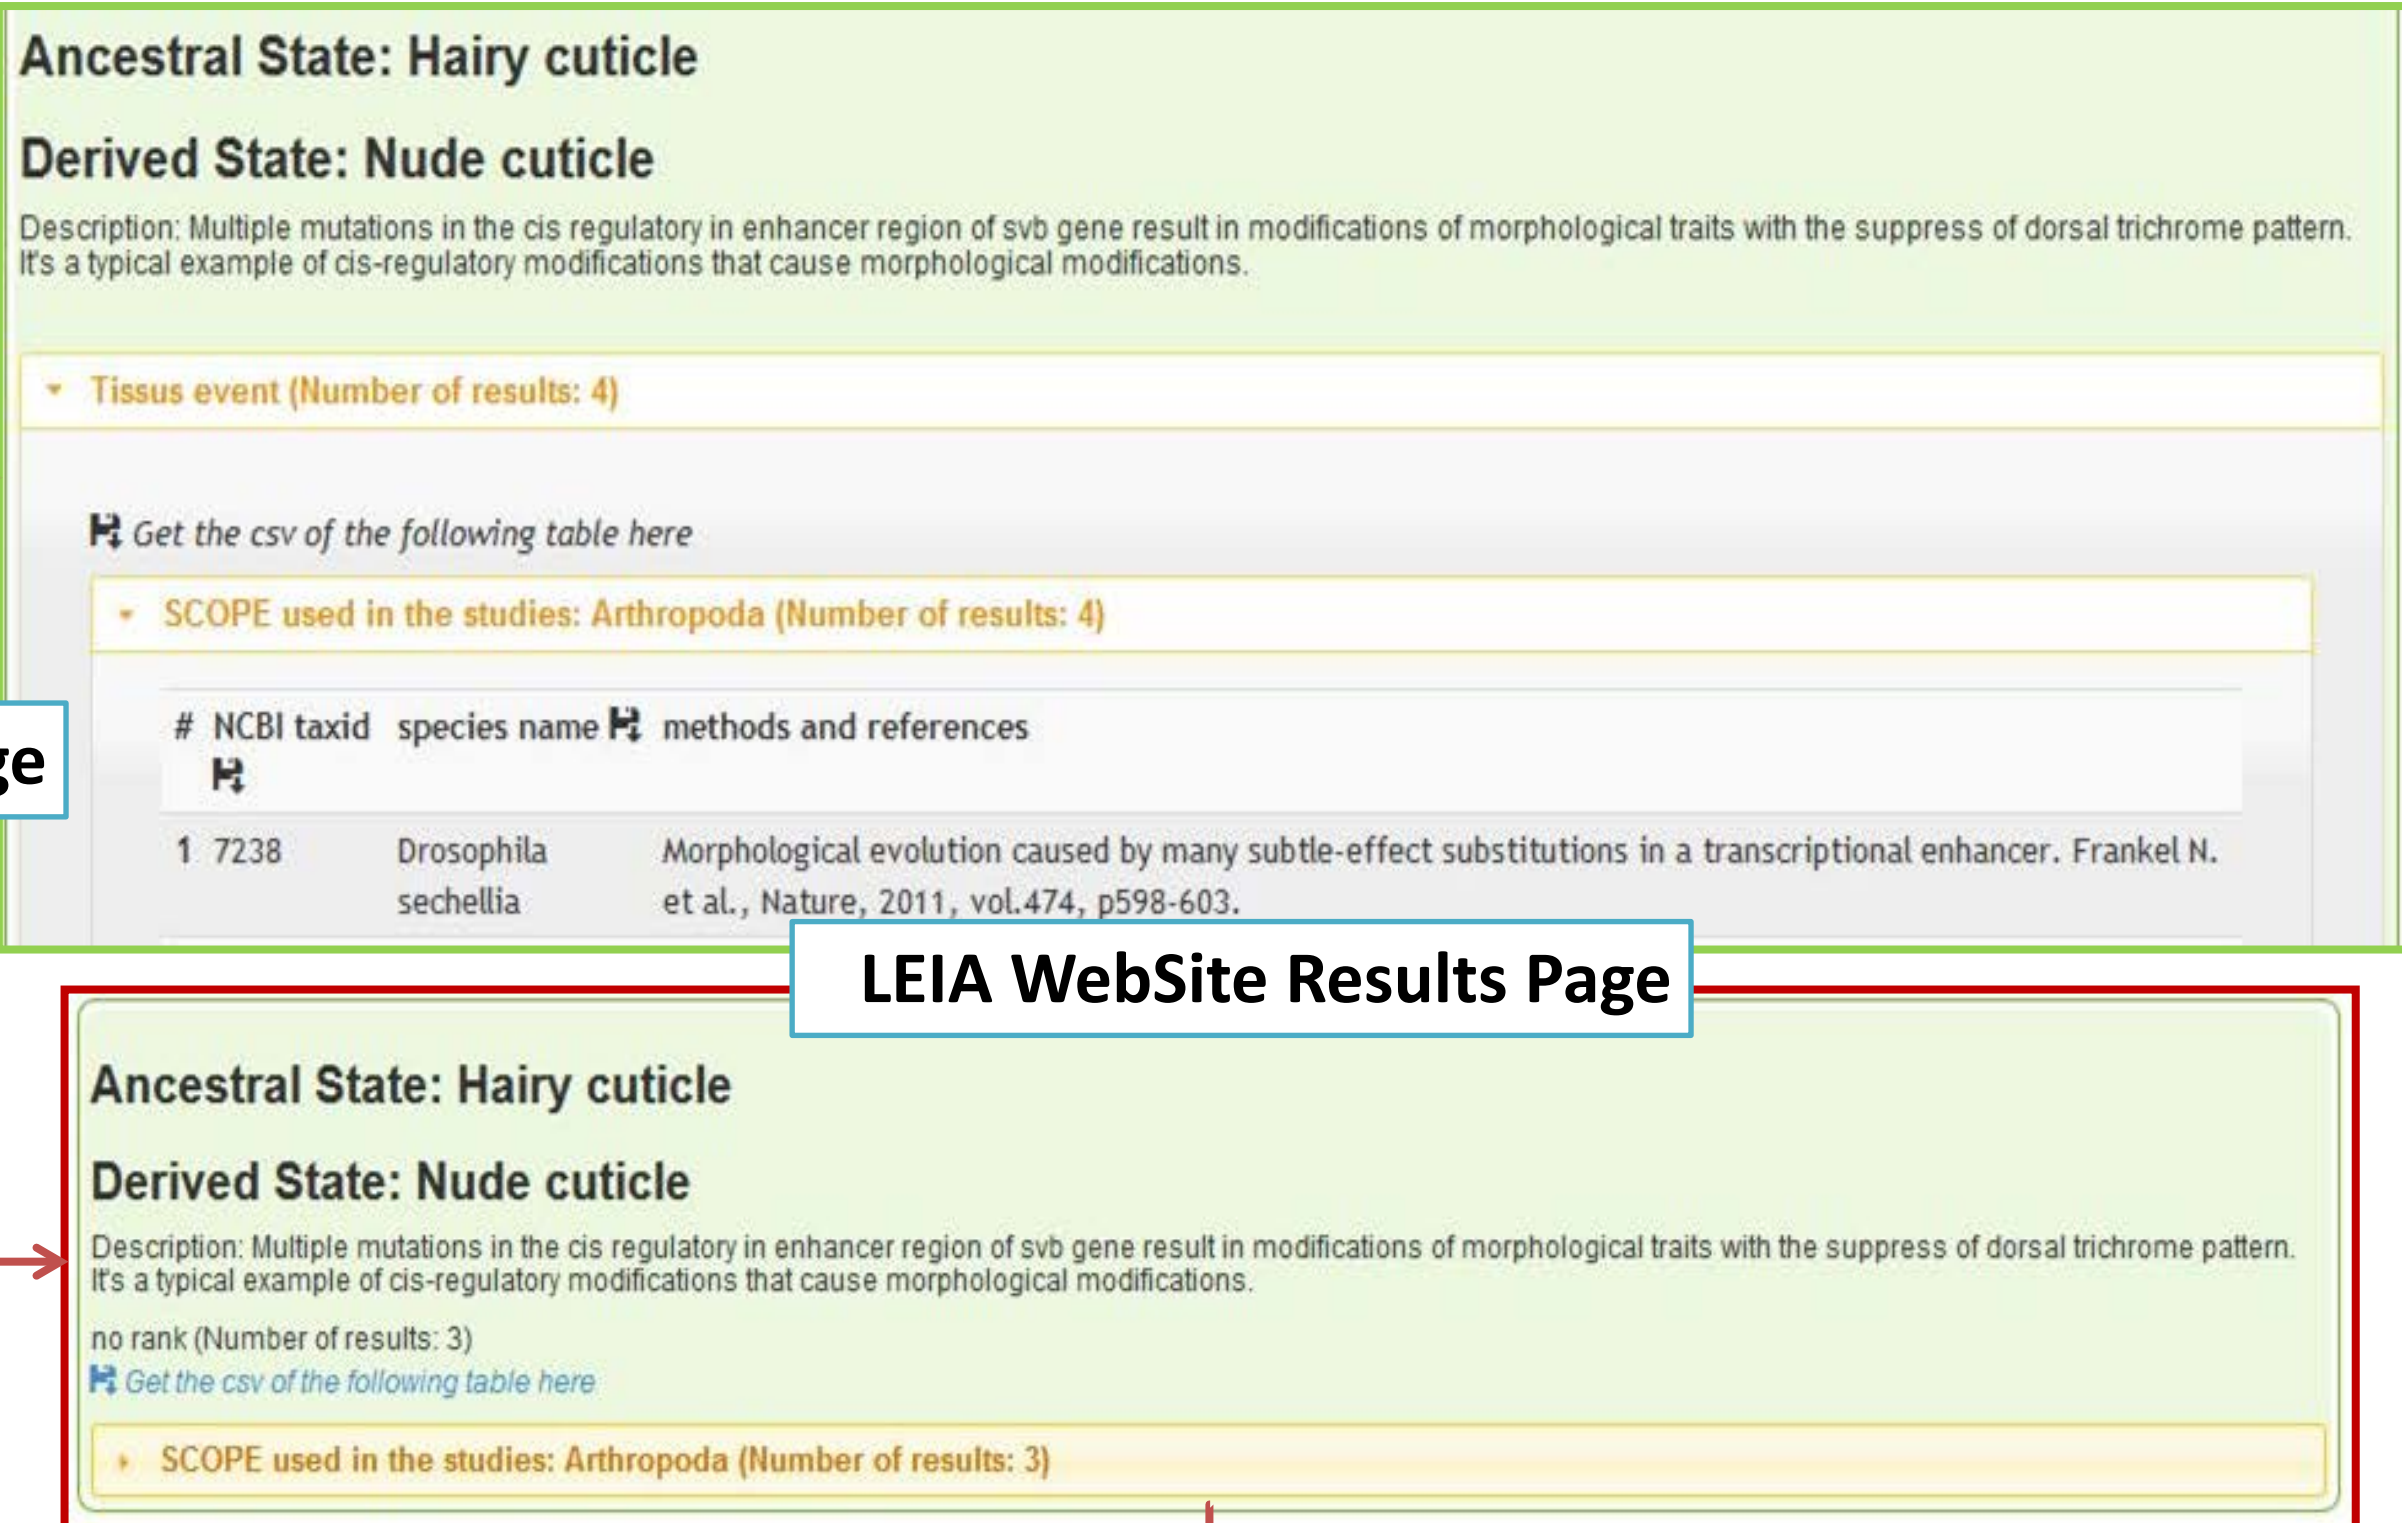 Ancestral State: Hairy cuticle
Derived State: Nude cuticle
Description: Multiple mutations in the cis regulatory in enhancer region of svb gene result in modifications of morphological traits with the suppress of dorsal trichrome pattern.
It's a typical example of cis-regulatory modifications that cause morphological modifications.
Tissus event (Number of results: 4)
Get the csv of the following table here
SCOPE used in the studies: Arthropoda (Number of results: 4)
# NCBI taxid species name methods and references
ge
1 7238 Drosophila Morphological evolution caused by many subtle-effect substitutions in a transcriptional enhancer. Frankel N.
sechellia et al., Nature, 2011, vol.474, p598-603.
LEIA WebSite Results Page
Ancestral State: Hairy cuticle
Derived State: Nude cuticle
Description: Multiple mutations in the cis regulatory in enhancer region of svb gene result in modifications of morphological traits with the suppress of dorsal trichrome pattern.
It's a typical example of cis-regulatory modifications that cause morphological modifications.
no rank (Number of results: 3)
Get the csv of the following table here
SCOPE used in the studies: Arthropoda (Number of results: 3)